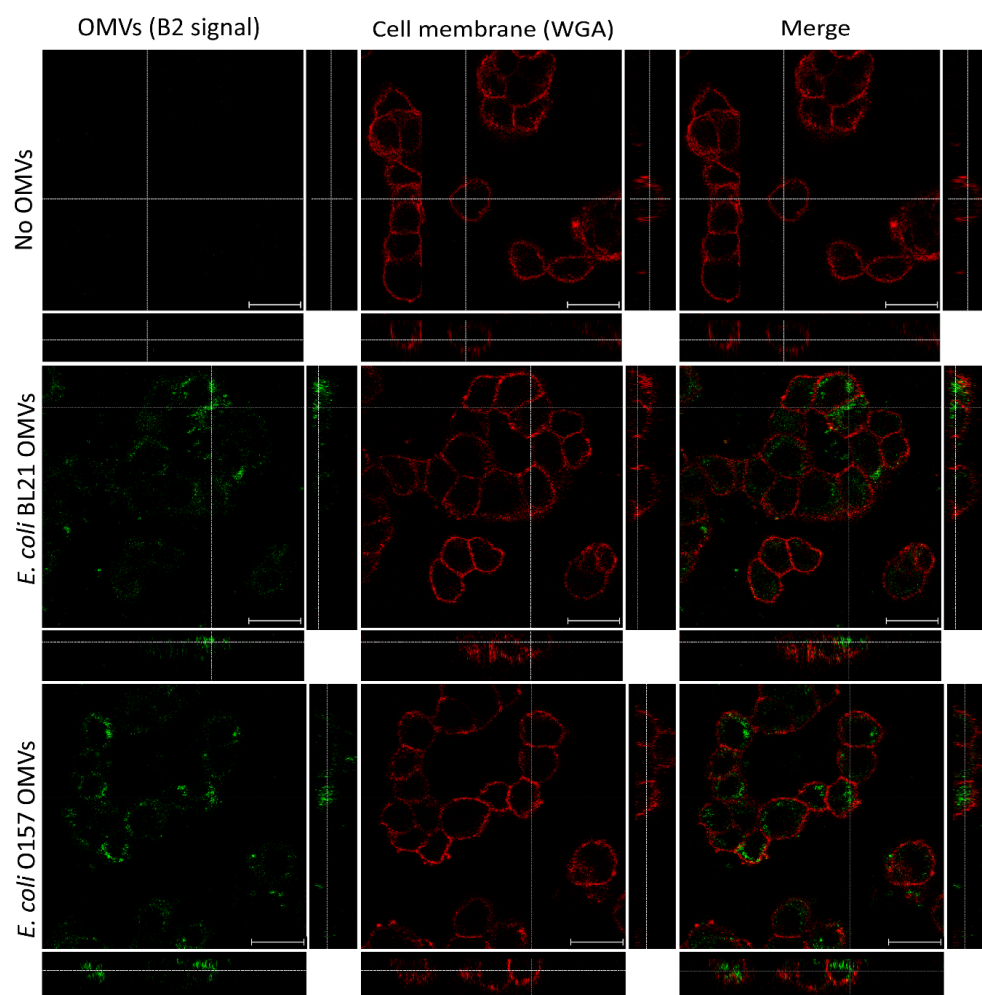 OMVs (B2 signal)
Cell membrane (WGA)
Merge
No OMVs
E. coli BL21 OMVs
E. coli O157 OMVs